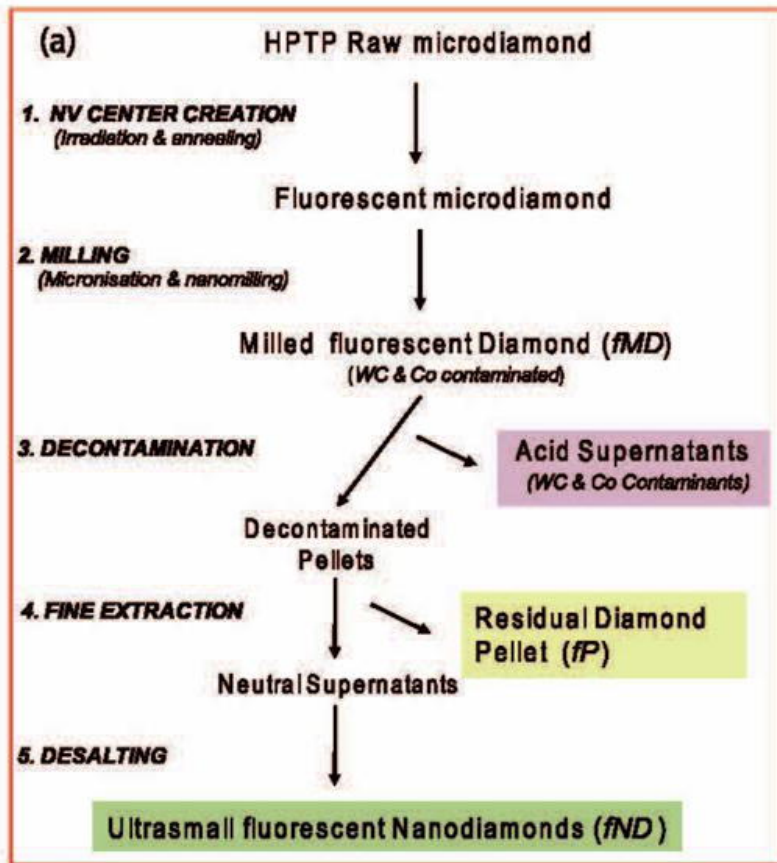 (a)
HPTP Raw microdiamond
1. NV CENTER CREATION
(Irradiation & annealing)
Fluorescent microdiamond
2. MILLING
(Micronisation & nanomilling)
Milled fluorescent Diamond (fMD)
(WC & Co contaminated)
3. DECONTAMINATION
Acid Supernatants
(WC & Co Contaminants)
Decontaminated
Pellets
4. FINE EXTRACTION
Residual Diamond
Pellet (fP)
Neutral Supernatants
5. DESALTING
Ultrasmall fluorescent Nanodiamonds (fND)